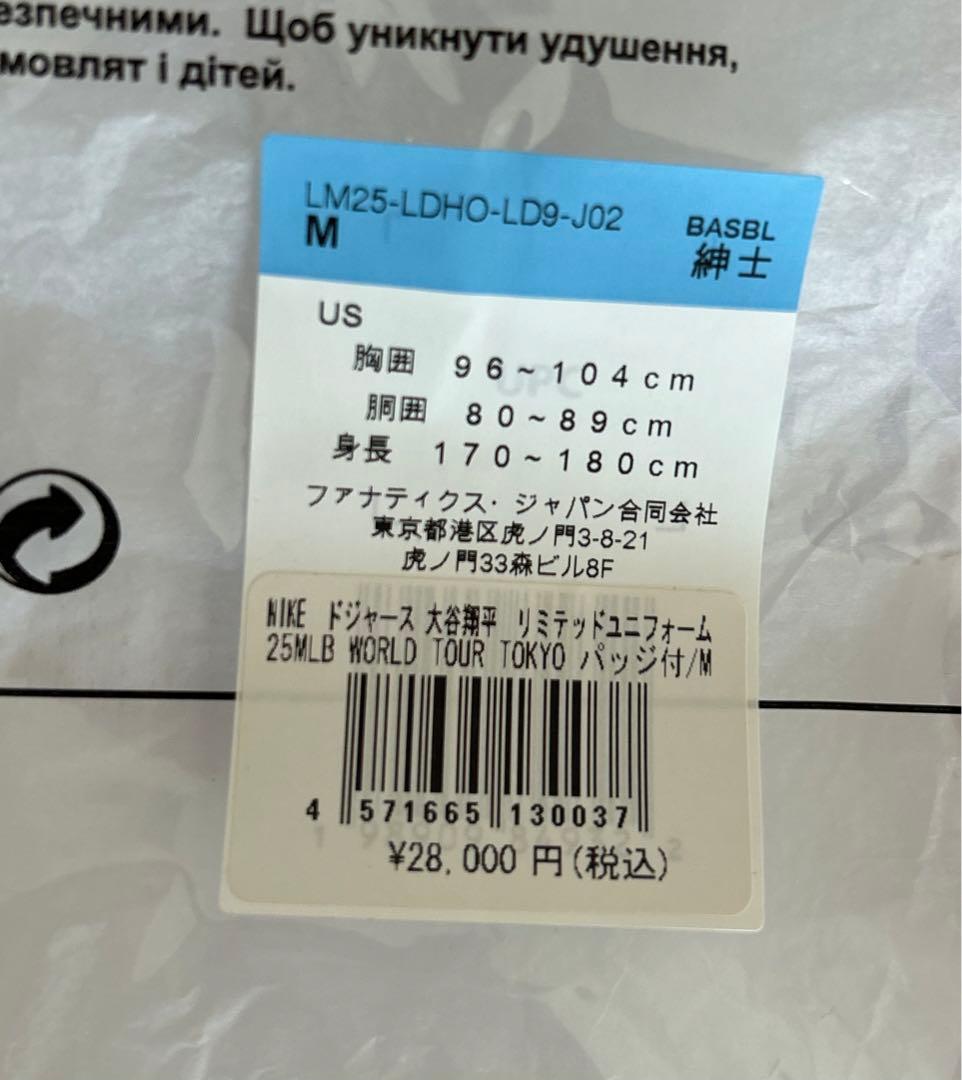 езпечними. Щоб уникнути удушення,
мовлят і дітей.
LM25-LDHO-LD9-J02
M
BASBL
紳士
US
胸囲 96~104cm
胴囲 80~89cm
身長 170~180cm
ファナティクス・ジャパン合同会社
東京都港区虎ノ門3-8-21
虎ノ門33森ビル8F
NIKE ドジャース 大谷翔平 リミテッドユニフォーム
25MLB WORLD TOUR TOKYO パッジ付/M
4 571665 130037
¥28,000 円(税込)